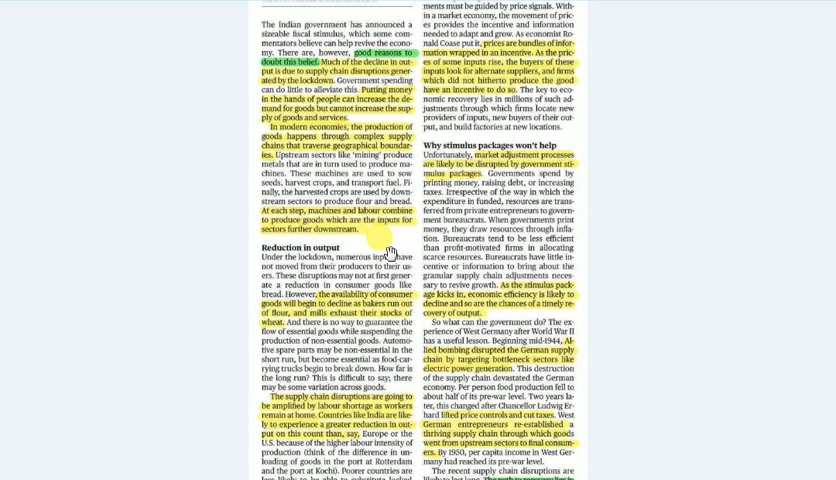 The Indian government has announced a
sizeable fiscal stimulus, which some com-
mentators believe can help revive the econo-
my. There are, however, good reasons to
doubt this belief. Much of the decline in out-
put is due to supply chain disruptions gener-
ated by the lockdown. Government spending
can do little to alleviate this. Putting money
in the hands of people can increase the de-
mand for goods but cannot increase the sup-
ply of goods and services.
In modern economies, the production of
goods happens through complex supply
chains that traverse geographical boundar-
ies. Upstream sectors like 'mining' produce
metals that are in turn used to produce ma-
chines. These machines are used to sow
seeds, harvest crops, and transport fuel. Fi-
nally, the harvested crops are used by down-
stream sectors to produce flour and bread.
At each step, machines and labour combine
to produce goods which are the inputs for
sectors further downstream.
Reduction in output
Under the lockdown, numerous inputs have
not moved from their producers to their us-
ers. These disruptions may not at first gener-
ate a reduction in consumer goods like
bread. However, the availability of consumer
goods will begin to decline as bakers run out
of flour, and mills exhaust their stocks of
wheat. And there is no way to guarantee the
flow of essential goods while suspending the
production of non-essential goods. Automo-
tive spare parts may be non-essential in the
short run, but become essential as food-car-
rying trucks begin to break down. How far is
the long run? This is difficult to say; there
may be some variation across goods.
The supply chain disruptions are going to
be amplified by labour shortage as workers
remain at home. Countries like India are like-
ly to experience a greater reduction in out-
put on this count than, say, Europe or the
U.S. because of the higher labour intensity of
production (think of the difference in un-
loading of goods in the port at Rotterdam
and the port at Kochi). Poorer countries are
ments must be guided by price signals. With-
in a market economy, the movement of pric-
es provides the incentives and information
needed to adapt and grow. As economist Ro-
nald Coase put it, prices are bundles of infor-
mation wrapped in an incentive. As the pric-
es of some inputs rise, the buyers of these
inputs look for alternate suppliers, and firms
which did not hitherto produce the good
have an incentive to do so. The key to eco-
nomic recovery lies in millions of such ad-
justments through which firms locate new
providers of inputs, new buyers of their out-
put, and build factories at new locations.
Why stimulus packages won't help
Unfortunately, market adjustment processes
are likely to be disrupted by government sti-
mulus packages. Governments spend by
printing money, raising debt, or increasing
taxes. Irrespective of the way in which the
expenditure in funded, resources are trans-
ferred from private entrepreneurs to govern-
ment bureaucrats. When governments print
money, they draw resources through infla-
tion. Bureaucrats tend to be less efficient
than profit-motivated firms in allocating
scarce resources. Bureaucrats have little in-
centive or information to bring about the
granular supply chain adjustments neces-
sary to revive growth. As the stimulus pack-
age kicks in, economic efficiency is likely to
decline and so are the chances of a timely re-
covery of output.
So what can the government do? The ex-
perience of West Germany after World War II
has a useful lesson. Beginning mid-1944, Al-
lied bombing disrupted the German supply
chain by targeting bottleneck sectors like
electric power generation. This destruction
of the supply chain devastated the German
economy. Per person food production fell to
about half of its pre-war level. Two years la-
ter, this changed after Chancellor Ludwig Er-
hard lifted price controls and cut taxes. West
German entrepreneurs re-established a
thriving supply chain through which goods
went from upstream sectors to final consum-
ers. By 1950, per capita income in West Ger-
many had reached its pre-war level.
The recent supply chain disruptions are